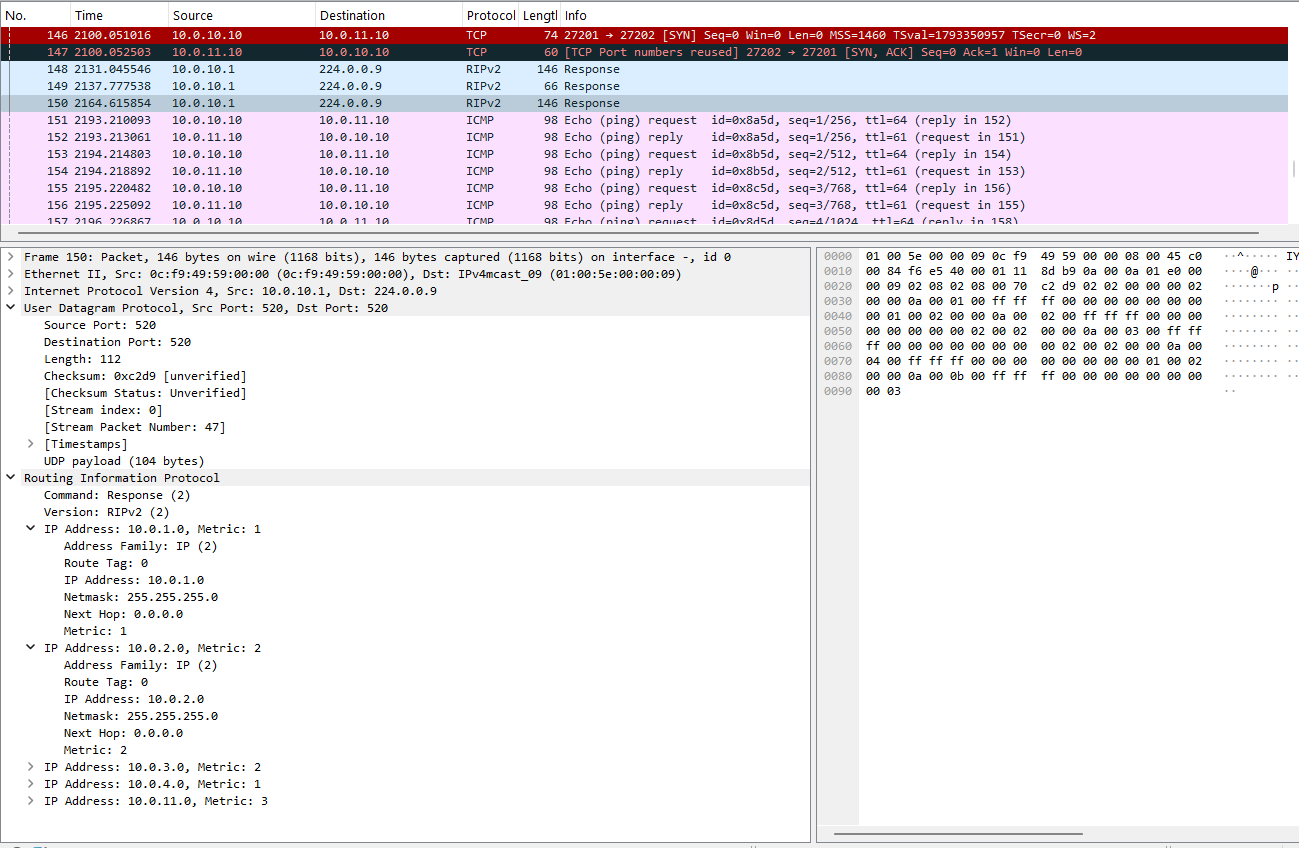 No. Time Source Destination Protocol Lengtl Info
146 2100.051016 10.0.10.10 10.0.11.10 TCP 74 27201 → 27202 [SYN] Seq=0 Win=0 Len=0 MSS=1460 TSval=1793350957 TSecr=0 WS=2
147 2100.052503 10.0.11.10 10.0.10.10 TCP 60 [TCP Port numbers reused] 27202 → 27201 [SYN, ACK] Seq=0 Ack=1 Win=0 Len=0
148 2131.045546 10.0.10.1 224.0.0.9 RIPv2 146 Response
149 2137.777538 10.0.10.1 224.0.0.9 RIPv2 66 Response
150 2164.615854 10.0.10.1 224.0.0.9 RIPv2 146 Response
151 2193.210093 10.0.10.10 10.0.11.10 ICMP 98 Echo (ping) request id=0x8a5d, seq=1/256, ttl=64 (reply in 152)
152 2193.213061 10.0.11.10 10.0.10.10 ICMP 98 Echo (ping) reply id=0x8a5d, seq=1/256, ttl=61 (request in 151)
153 2194.214803 10.0.10.10 10.0.11.10 ICMP 98 Echo (ping) request id=0x8b5d, seq=2/512, ttl=64 (reply in 154)
154 2194.218892 10.0.11.10 10.0.10.10 ICMP 98 Echo (ping) reply id=0x8b5d, seq=2/512, ttl=61 (request in 153)
155 2195.220482 10.0.10.10 10.0.11.10 ICMP 98 Echo (ping) request id=0x8c5d, seq=3/768, ttl=64 (reply in 156)
156 2195.225092 10.0.11.10 10.0.10.10 ICMP 98 Echo (ping) reply id=0x8c5d, seq=3/768, ttl=61 (request in 155)
157 2196.226867 10.0.10.10 10.0.11.10 ICMP 98 Echo (ping) request id=0x8d5d, seq=4/1024, ttl=64 (reply in 158)
Frame 150: Packet, 146 bytes on wire (1168 bits), 146 bytes captured (1168 bits) on interface -, id 0
Ethernet II, Src: 0c:f9:49:59:00:00 (0c:f9:49:59:00:00), Dst: IPv4mcast_09 (01:00:5e:00:00:09)
Internet Protocol Version 4, Src: 10.0.10.1, Dst: 224.0.0.9
User Datagram Protocol, Src Port: 520, Dst Port: 520
Source Port: 520
Destination Port: 520
Length: 112
Checksum: 0xc2d9 [unverified]
[Checksum Status: Unverified]
[Stream index: 0]
[Stream Packet Number: 47]
[Timestamps]
UDP payload (104 bytes)
Routing Information Protocol
Command: Response (2)
Version: RIPv2 (2)
IP Address: 10.0.1.0, Metric: 1
Address Family: IP (2)
Route Tag: 0
IP Address: 10.0.1.0
Netmask: 255.255.255.0
Next Hop: 0.0.0.0
Metric: 1
IP Address: 10.0.2.0, Metric: 2
Address Family: IP (2)
Route Tag: 0
IP Address: 10.0.2.0
Netmask: 255.255.255.0
Next Hop: 0.0.0.0
Metric: 2
IP Address: 10.0.3.0, Metric: 2
IP Address: 10.0.4.0, Metric: 1
IP Address: 10.0.11.0, Metric: 3
0000 01 00 5e 00 00 09 0c f9 49 59 00 00 08 00 45 c0 ··^····· IY
0010 00 84 f6 e5 40 00 01 11 8d b9 0a 00 0a 01 e0 00 ····@··· ··
0020 00 09 02 08 02 08 00 70 c2 d9 02 02 00 00 00 02 ·······p ··
0030 00 00 0a 00 01 00 ff ff ff 00 00 00 00 00 00 00 ········ ··
0040 00 01 00 02 00 00 0a 00 02 00 ff ff ff 00 00 00 ········ ··
0050 00 00 00 00 00 02 00 02 00 00 0a 00 03 00 ff ff ········ ··
0060 ff 00 00 00 00 00 00 00 00 02 00 02 00 00 0a 00 ········ ··
0070 04 00 ff ff ff 00 00 00 00 00 00 00 00 01 00 02 ········ ··
0080 00 00 0a 00 0b 00 ff ff ff 00 00 00 00 00 00 00 ········ ··
0090 00 03 ··